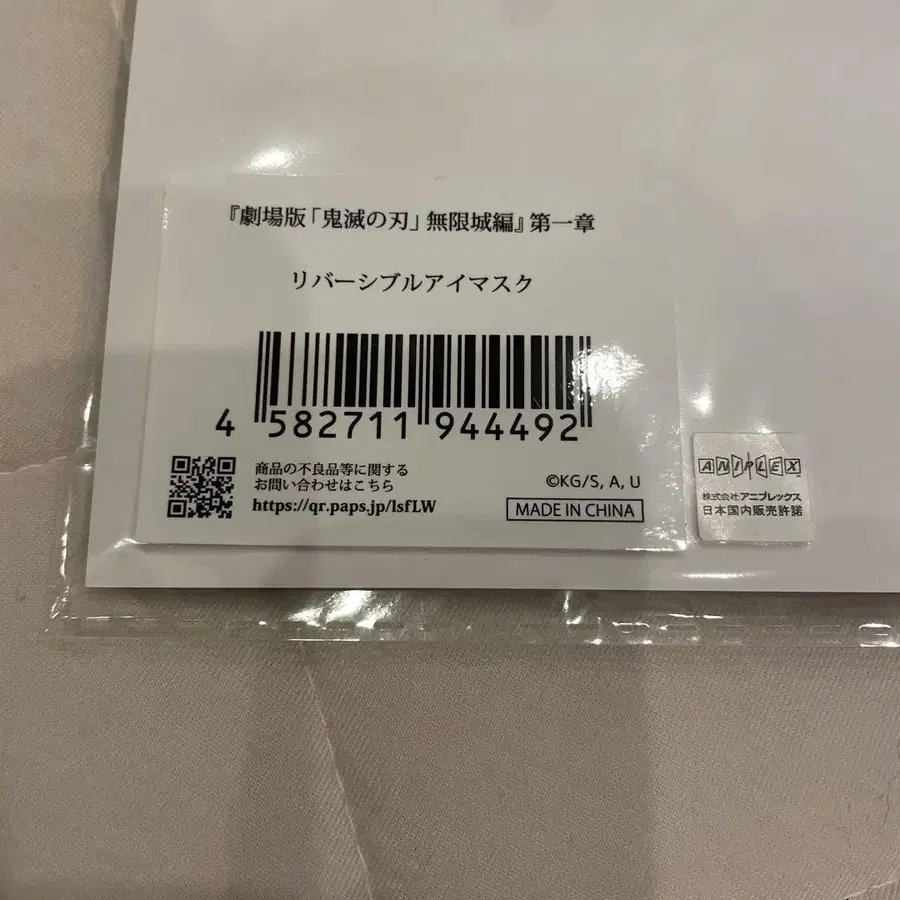 『劇場版「鬼滅の刃」無限城編』第一章
リバーシブルアイマスク
4 582711 944492
商品の不良品等に関する
お問い合わせはこちら
https://qr.paps.jp/lsfLW
©KG/S, A, U
MADE IN CHINA
ANIPLEX
株式会社アニプレックス
日本国内販売許諾